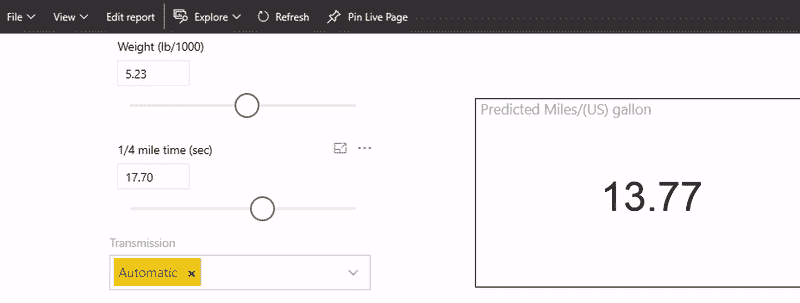 File View Edit report Explore Refresh Pin Live Page
Weight (lb/1000)
5.23
1/4 mile time (sec)
17.70
Transmission
Automatic ×
Predicted Miles/(US) gallon
13.77